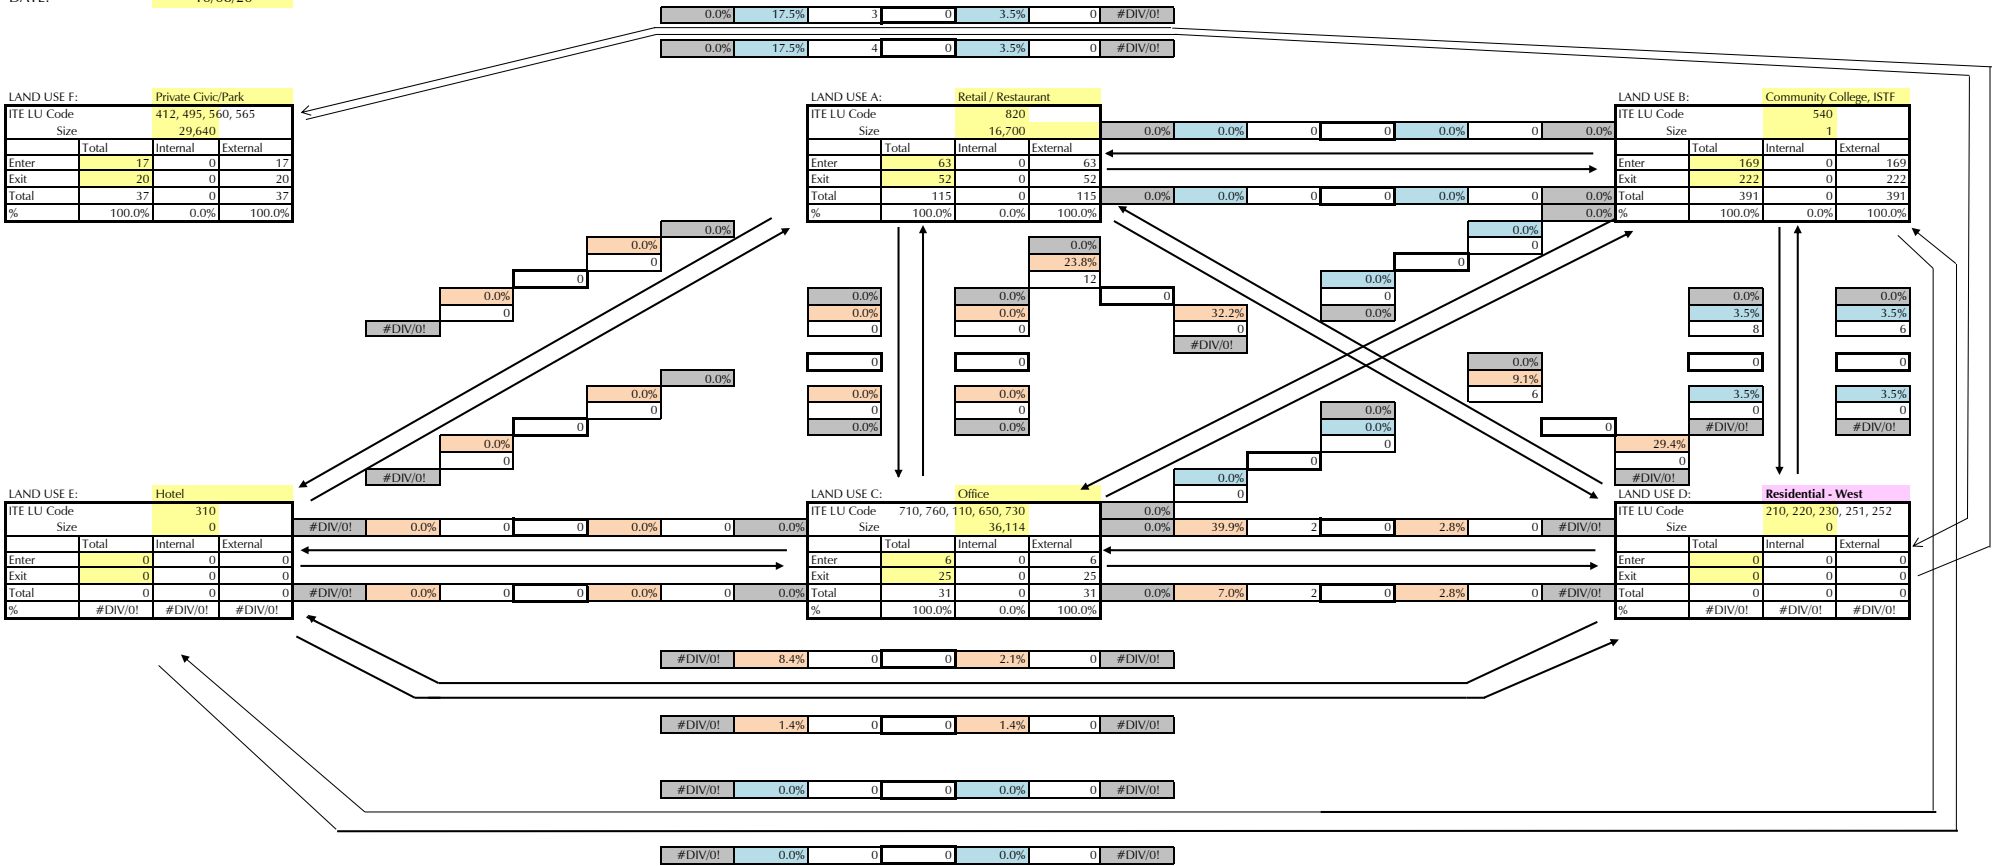 0.0% 17.5% 3 0 3.5% 0 #DIV/0!
0.0% 17.5% 4 0 3.5% 0 #DIV/0!
LAND USE F: Private Civic/Park
ITE LU Code 412, 495, 560, 565
Size 29,640
Total Internal External
Enter 17 0 17
Exit 20 0 20
Total 37 0 37
% 100.0% 0.0% 100.0%
LAND USE A: Retail / Restaurant
ITE LU Code 820
Size 16,700
Total Internal External
Enter 63 0 63
Exit 52 0 52
Total 115 0 115
% 100.0% 0.0% 100.0%
0.0% 0.0% 0 0 0.0% 0 0.0%
0.0% 0.0% 0 0 0.0% 0 0.0%
LAND USE B: Community College, ISTF
ITE LU Code 540
Size 1
Total Internal External
Enter 169 0 169
Exit 222 0 222
Total 391 0 391
% 100.0% 0.0% 100.0%
0.0%
0.0%
0
0
0.0%
0
#DIV/0!
0.0%
0.0%
0
0
0.0%
0
#DIV/0!
0.0%
0.0%
0
0
0.0%
0
0.0%
0.0%
0.0%
0
0
0.0%
0
0.0%
0.0%
23.8%
12
0
32.2%
0
#DIV/0!
0.0%
0.0%
0
0
0.0%
0
0.0%
0.0%
9.1%
6
0
29.4%
0
#DIV/0!
0.0%
0.0%
0
0
0.0%
0
0.0%
0.0%
3.5%
8
0
3.5%
0
#DIV/0!
0.0%
3.5%
6
0
3.5%
0
#DIV/0!
LAND USE E: Hotel
ITE LU Code 310
Size 0
Total Internal External
Enter 0 0 0
Exit 0 0 0
Total 0 0 0
% #DIV/0! #DIV/0! #DIV/0!
#DIV/0! 0.0% 0 0 0.0% 0 0.0%
#DIV/0! 0.0% 0 0 0.0% 0 0.0%
LAND USE C: Office
ITE LU Code 710, 760, 110, 650, 730
Size 36,114
Total Internal External
Enter 6 0 6
Exit 25 0 25
Total 31 0 31
% 100.0% 0.0% 100.0%
0.0% 39.9% 2 0 2.8% 0 #DIV/0!
0.0% 7.0% 2 0 2.8% 0 #DIV/0!
LAND USE D: Residential - West
ITE LU Code 210, 220, 230, 251, 252
Size 0
Total Internal External
Enter 0 0 0
Exit 0 0 0
Total 0 0 0
% #DIV/0! #DIV/0! #DIV/0!
#DIV/0! 8.4% 0 0 2.1% 0 #DIV/0!
#DIV/0! 1.4% 0 0 1.4% 0 #DIV/0!
#DIV/0! 0.0% 0 0 0.0% 0 #DIV/0!
#DIV/0! 0.0% 0 0 0.0% 0 #DIV/0!